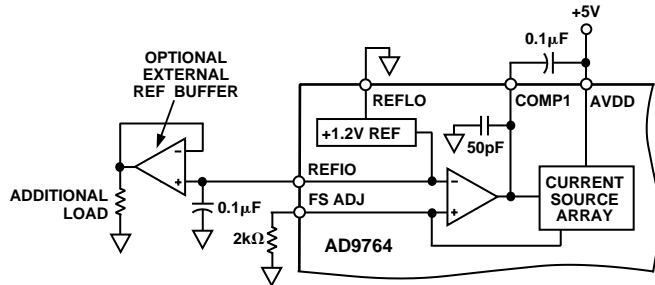 +5V
0.1µF
OPTIONAL
EXTERNAL
REF BUFFER
REFLO
COMP1
AVDD
+1.2V REF
50pF
–
+
REFIO
–
+
ADDITIONAL
LOAD
0.1µF
FS ADJ
CURRENT
SOURCE
ARRAY
2kΩ
AD9764